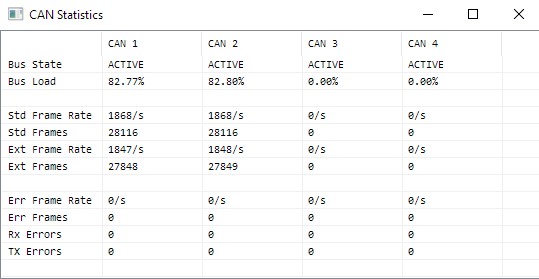 CAN Statistics
CAN 1 CAN 2 CAN 3 CAN 4
Bus State ACTIVE ACTIVE ACTIVE ACTIVE
Bus Load 82.77% 82.80% 0.00% 0.00%
Std Frame Rate 1868/s 1868/s 0/s 0/s
Std Frames 28116 28116 0 0
Ext Frame Rate 1847/s 1848/s 0/s 0/s
Ext Frames 27848 27849 0 0
Err Frame Rate 0/s 0/s 0/s 0/s
Err Frames 0 0 0 0
Rx Errors 0 0 0 0
TX Errors 0 0 0 0